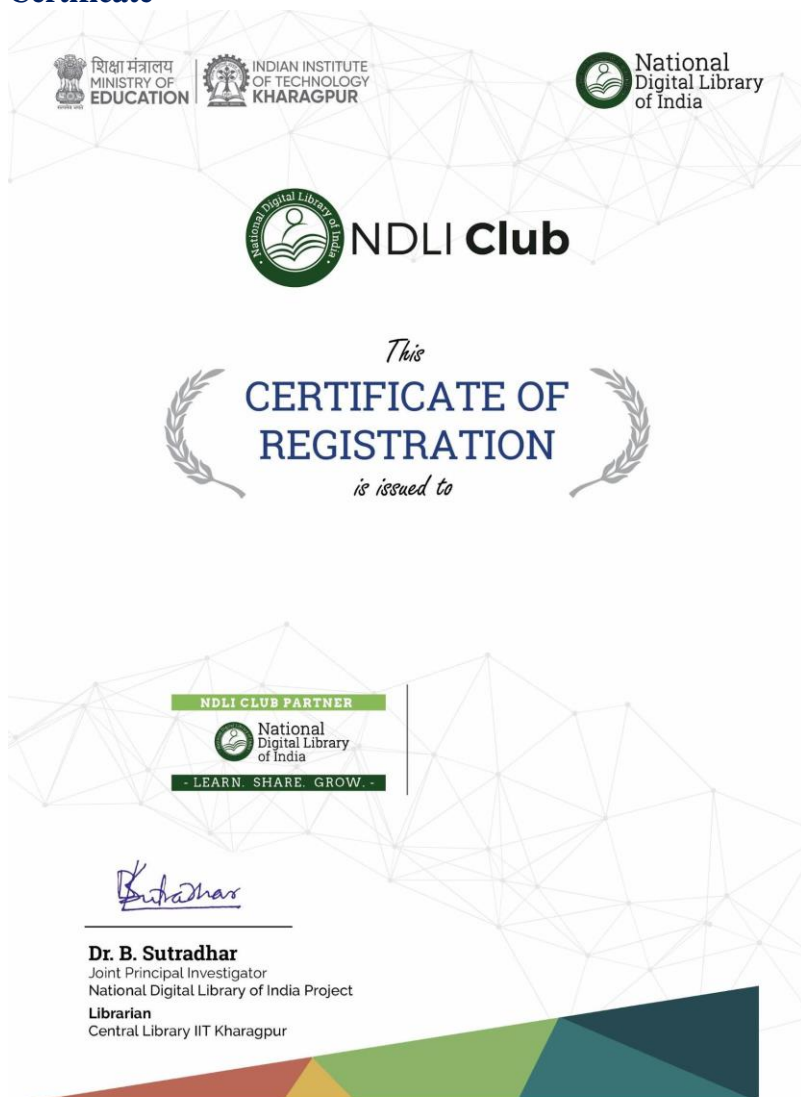 Certificate
शिक्षा मंत्रालय
MINISTRY OF
EDUCATION
INDIAN INSTITUTE
OF TECHNOLOGY
KHARAGPUR
National
Digital Library
of India
National Digital Library of India
NDLI Club
This
CERTIFICATE OF
REGISTRATION
is issued to
NDLI CLUB PARTNER
National
Digital Library
of India
- LEARN. SHARE. GROW. -
BSutradhar
Dr. B. Sutradhar
Joint Principal Investigator
National Digital Library of India Project
Librarian
Central Library IIT Kharagpur